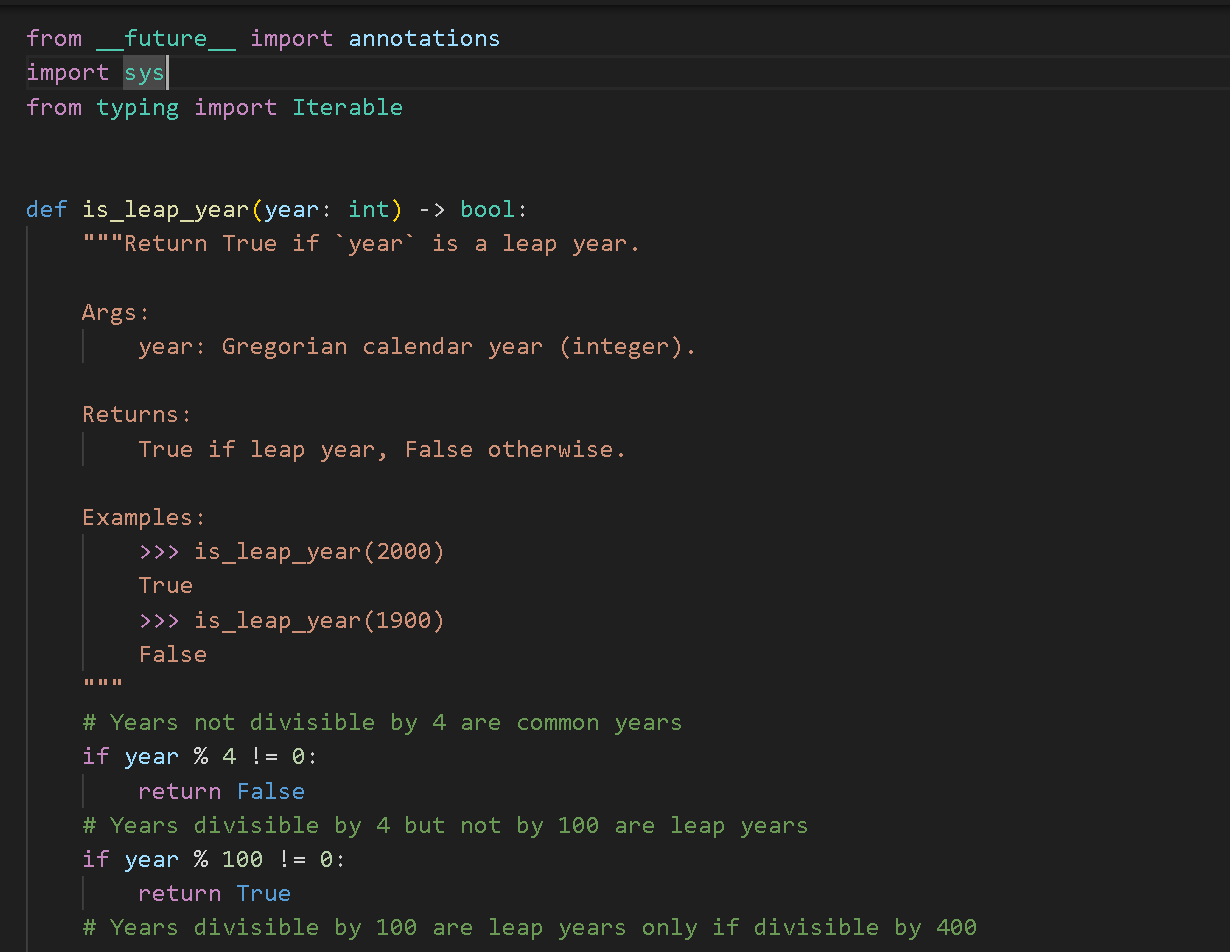 from __future__ import annotations
import sys
from typing import Iterable
def is_leap_year(year: int) -> bool:
"""Return True if `year` is a leap year.
Args:
year: Gregorian calendar year (integer).
Returns:
True if leap year, False otherwise.
Examples:
>>> is_leap_year(2000)
True
>>> is_leap_year(1900)
False
"""
# Years not divisible by 4 are common years
if year % 4 != 0:
return False
# Years divisible by 4 but not by 100 are leap years
if year % 100 != 0:
return True
# Years divisible by 100 are leap years only if divisible by 400